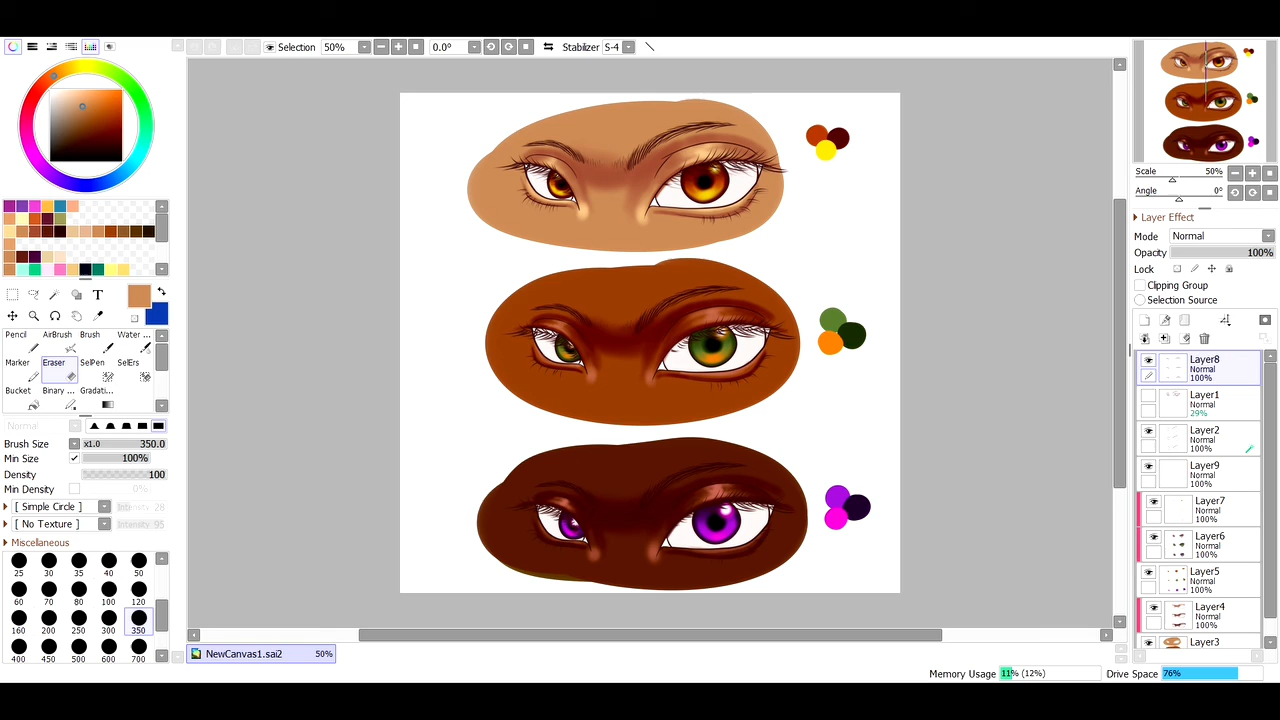 Selection 50% 0.0° Stabilizer S-4
Scale 50%
Angle 0°
Layer Effect
Mode Normal
Opacity 100%
Lock
Clipping Group
Selection Source
T
Pencil AirBrush Brush Water ...
Marker Eraser SelPen SelErs
Bucket Binary ... Gradati...
Normal
Brush Size x1.0 350.0
Min Size 100%
Density 100
Min Density 0%
[ Simple Circle ] Intensity 28
[ No Texture ] Intensity 95
Miscellaneous
25 30 35 40 50
60 70 80 100 120
160 200 250 300 350
400 450 500 600 700
Layer8
Normal
100%
Layer1
Normal
29%
Layer2
Normal
100%
Layer9
Normal
100%
Layer7
Normal
100%
Layer6
Normal
100%
Layer5
Normal
100%
Layer4
Normal
100%
Layer3
NewCanvas1.sai2 50%
Memory Usage 11% (12%) Drive Space 76%